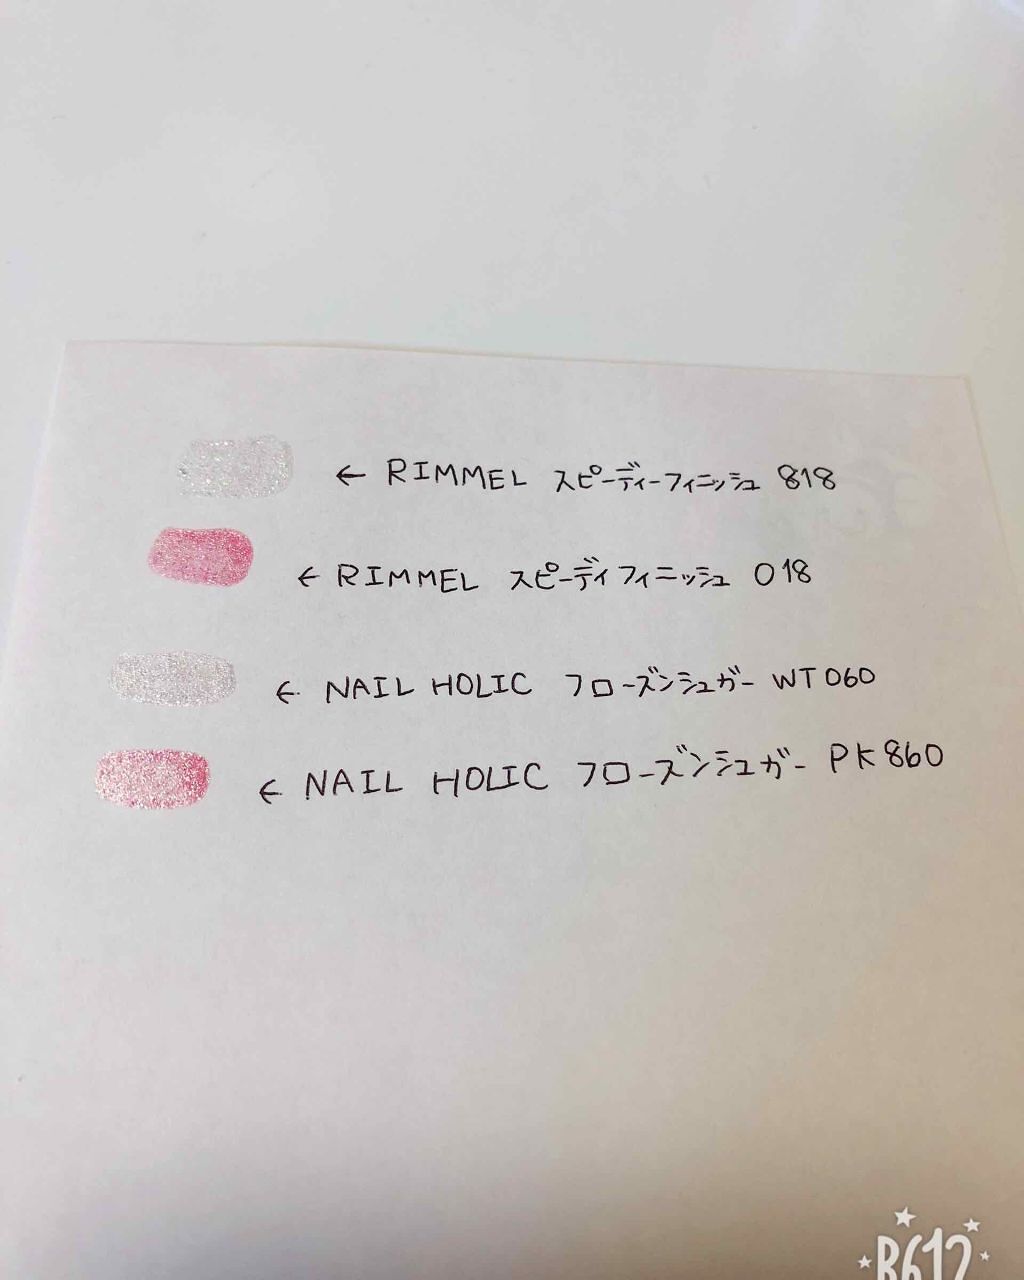 ← RIMMEL スピーディーフィニッシュ 818
← RIMMEL スピーディフィニッシュ 018
← NAIL HOLIC フローズンシュガー WT060
← NAIL HOLIC フローズンシュガー PK860
B612